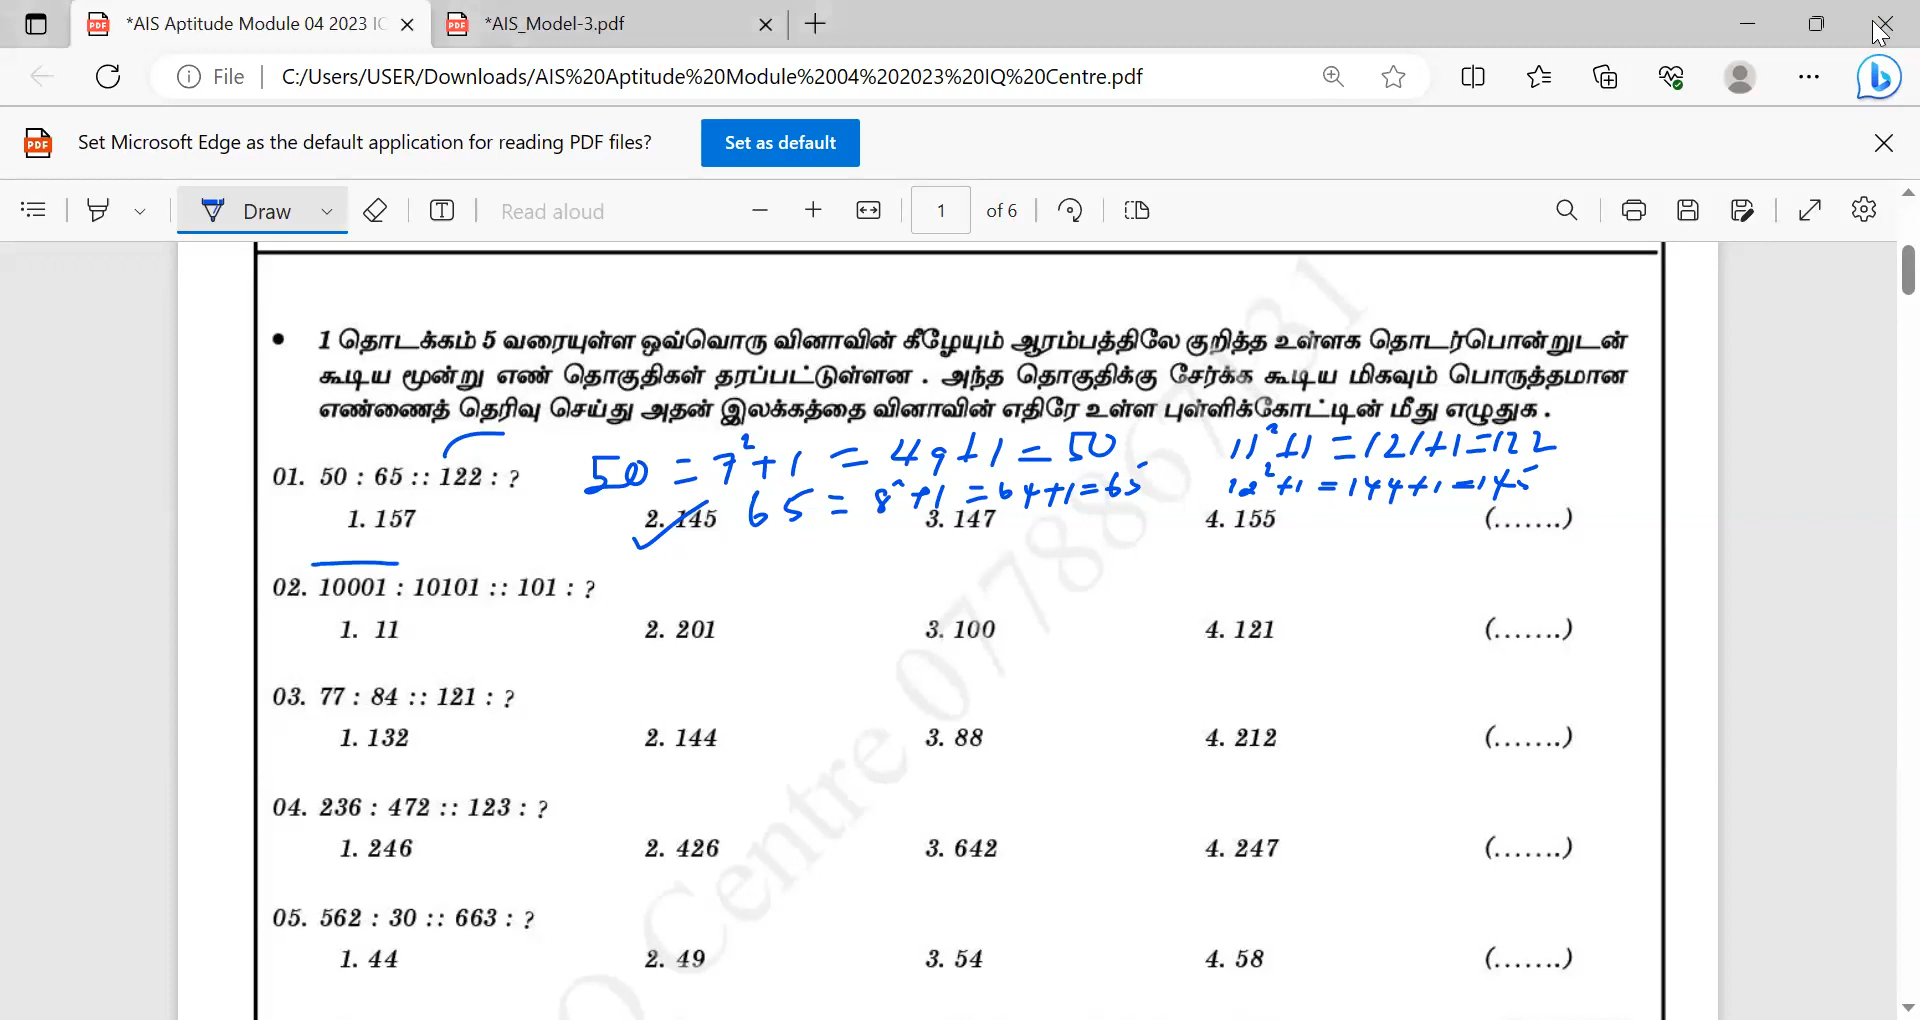 *AIS Aptitude Module 04 2023 IC
*AIS_Model-3.pdf
File
C:/Users/USER/Downloads/AIS%20Aptitude%20Module%2004%202023%20IQ%20Centre.pdf
Set Microsoft Edge as the default application for reading PDF files?
Set as default
Draw
Read aloud
1 of 6
• 1 தொடக்கம் 5 வரையுள்ள ஒவ்வொரு வினாவின் கீழேயும் ஆரம்பத்திலே குறித்த உள்ளக தொடர்பொன்றுடன்
கூடிய மூன்று எண் தொகுதிகள் தரப்பட்டுள்ளன . அந்த தொகுதிக்கு சேர்க்க கூடிய மிகவும் பொருத்தமான
எண்ணைத் தெரிவு செய்து அதன் இலக்கத்தை வினாவின் எதிரே உள்ள புள்ளிக்கோட்டின் மீது எழுதுக .
50 = 7²+1 = 49+1 = 50
11²+1 = 121+1=122
01. 50 : 65 :: 122 : ?
65 = 8²+1 = 64+1=65
12²+1 = 144+1=145
1. 157 2. 145 3. 147 4. 155 (.......)
02. 10001 : 10101 :: 101 : ?
1. 11 2. 201 3. 100 4. 121 (.......)
03. 77 : 84 :: 121 : ?
1. 132 2. 144 3. 88 4. 212 (.......)
04. 236 : 472 :: 123 : ?
1. 246 2. 426 3. 642 4. 247 (.......)
05. 562 : 30 :: 663 : ?
1. 44 2. 49 3. 54 4. 58 (.......)
Q Centre 0778867131